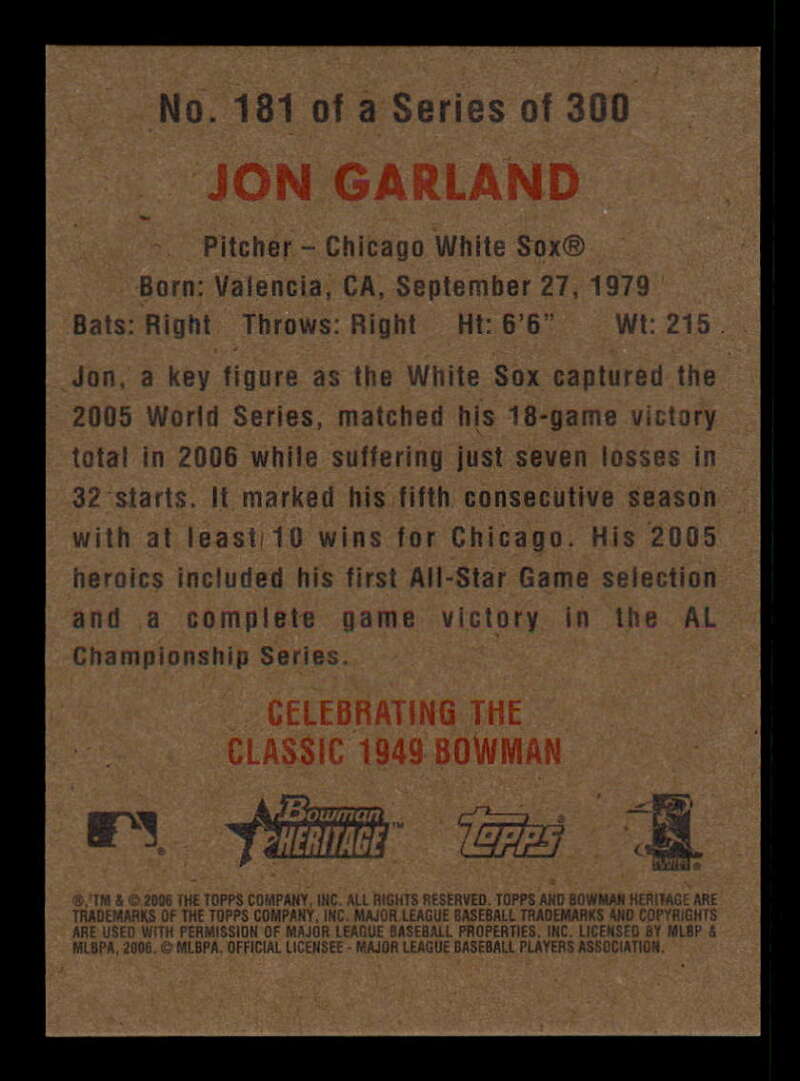 No. 181 of a Series of 300
JON GARLAND
Pitcher – Chicago White Sox®
Born: Valencia, CA, September 27, 1979
Bats: Right Throws: Right Ht: 6'6" Wt: 215
Jon, a key figure as the White Sox captured the
2005 World Series, matched his 18-game victory
total in 2006 while suffering just seven losses in
32 starts. It marked his fifth consecutive season
with at least 10 wins for Chicago. His 2005
heroics included his first All-Star Game selection
and a complete game victory in the AL
Championship Series.
CELEBRATING THE
CLASSIC 1949 BOWMAN
® Bowman HERITAGE™ TOPPS® ®
®, TM & © 2006 THE TOPPS COMPANY, INC. ALL RIGHTS RESERVED. TOPPS AND BOWMAN HERITAGE ARE
TRADEMARKS OF THE TOPPS COMPANY, INC. MAJOR LEAGUE BASEBALL TRADEMARKS AND COPYRIGHTS
ARE USED WITH PERMISSION OF MAJOR LEAGUE BASEBALL PROPERTIES, INC. LICENSED BY MLBP &
MLBPA, 2006. © MLBPA. OFFICIAL LICENSEE - MAJOR LEAGUE BASEBALL PLAYERS ASSOCIATION.